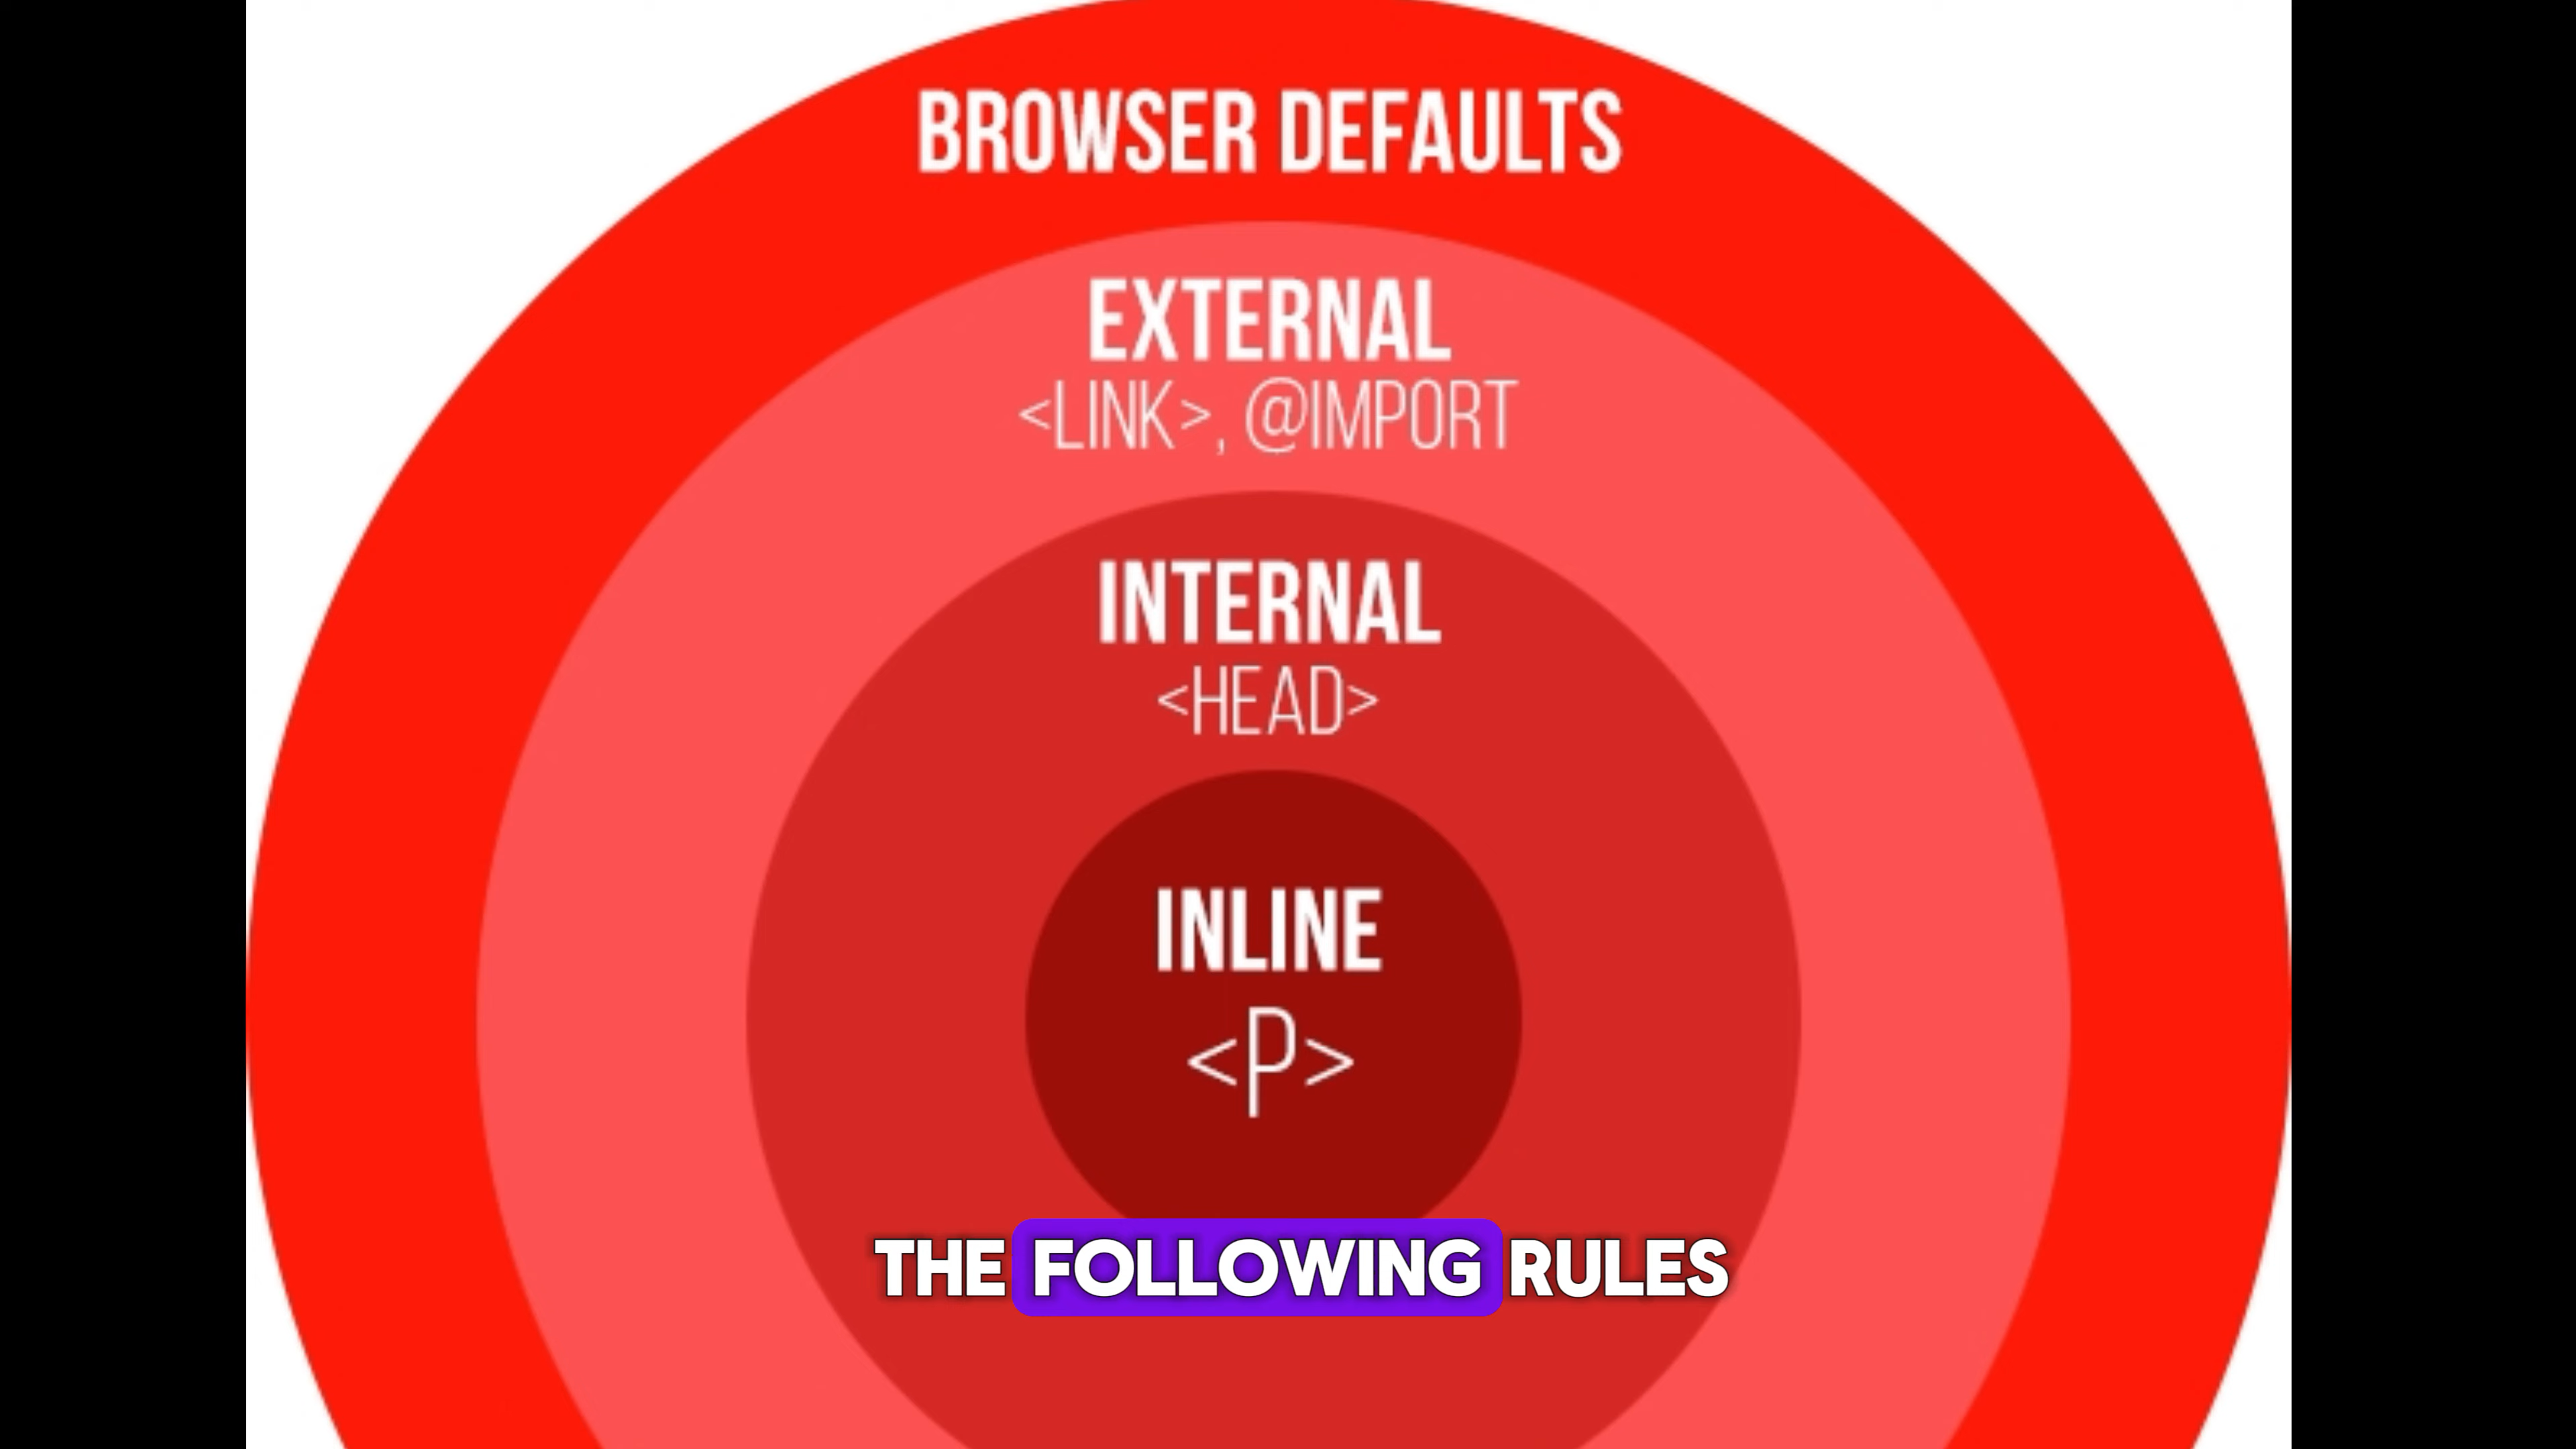 BROWSER DEFAULTS
EXTERNAL
<LINK>, @IMPORT
INTERNAL
<HEAD>
INLINE
<P>
THE FOLLOWING RULES